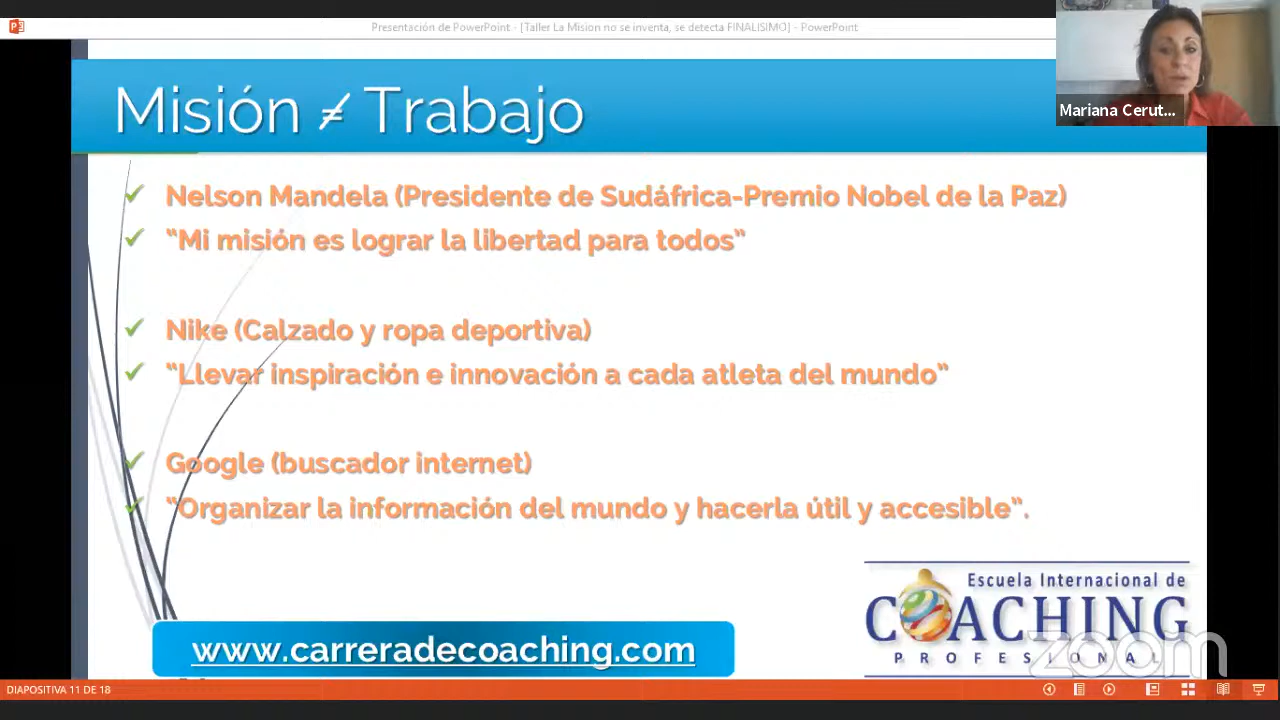 Presentación de PowerPoint - [Taller La Mision no se inventa, se detecta FINALISIMO] - PowerPoint
Mariana Cerut...
Misión ≠ Trabajo
Nelson Mandela (Presidente de Sudáfrica-Premio Nobel de la Paz)
"Mi misión es lograr la libertad para todos"
Nike (Calzado y ropa deportiva)
"Llevar inspiración e innovación a cada atleta del mundo"
Google (buscador internet)
"Organizar la información del mundo y hacerla útil y accesible".
Escuela Internacional de
COACHING
PROFESIONAL
zoom
www.carreradecoaching.com
DIAPOSITIVA 11 DE 18